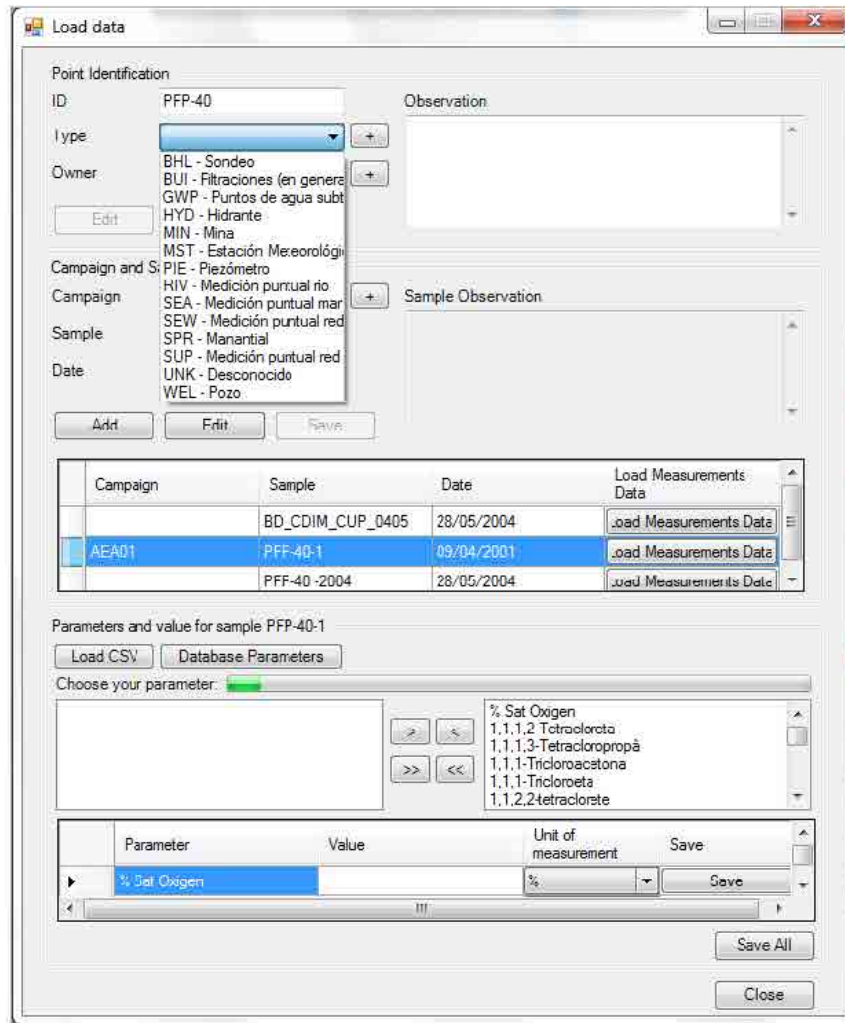 Load data
Point Identification
ID PFP-40 Observation
Type +
BHL - Sondeo
Owner BUI - Filtraciones (en genera +
GWP - Puntos de agua subt
Edit HYD - Hidrante
MIN - Mina
MST - Estación Meteorológi
Campaign and S PIE - Piezómetro
RIV - Medición puntual rio
Campaign SEA - Medición puntual mar + Sample Observation
SEW - Medición puntual red
Sample SPR - Manantial
SUP - Medición puntual red
Date UNK - Desconocido
WEL - Pozo
Add Edit Save
Campaign Sample Date Load Measurements Data
BD_CDIM_CUP_0405 28/05/2004 oad Measurements Data
AEA01 PFF-40-1 09/04/2001 oad Measurements Data
PFF-40 -2004 28/05/2004 oad Measurements Data
Parameters and value for sample PFP-40-1
Load CSV Database Parameters
Choose your parameter:
% Sat Oxigen
1,1,1,2 Tetracloreta
1,1,1,3-Tetracloropropà
1,1,1-Tricloroacetona
1,1,1-Tricloroeta
1,1,2,2-tetraclorete
> <
>> <<
Parameter Value Unit of measurement Save
% Sat Oxigen % Save
Save All
Close